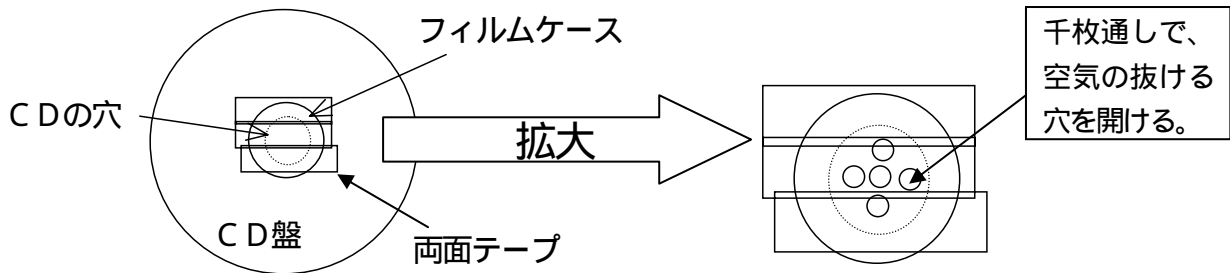 フィルムケース
ＣＤの穴
拡大
ＣＤ盤
両面テープ
千枚通しで、
空気の抜ける
穴を開ける。